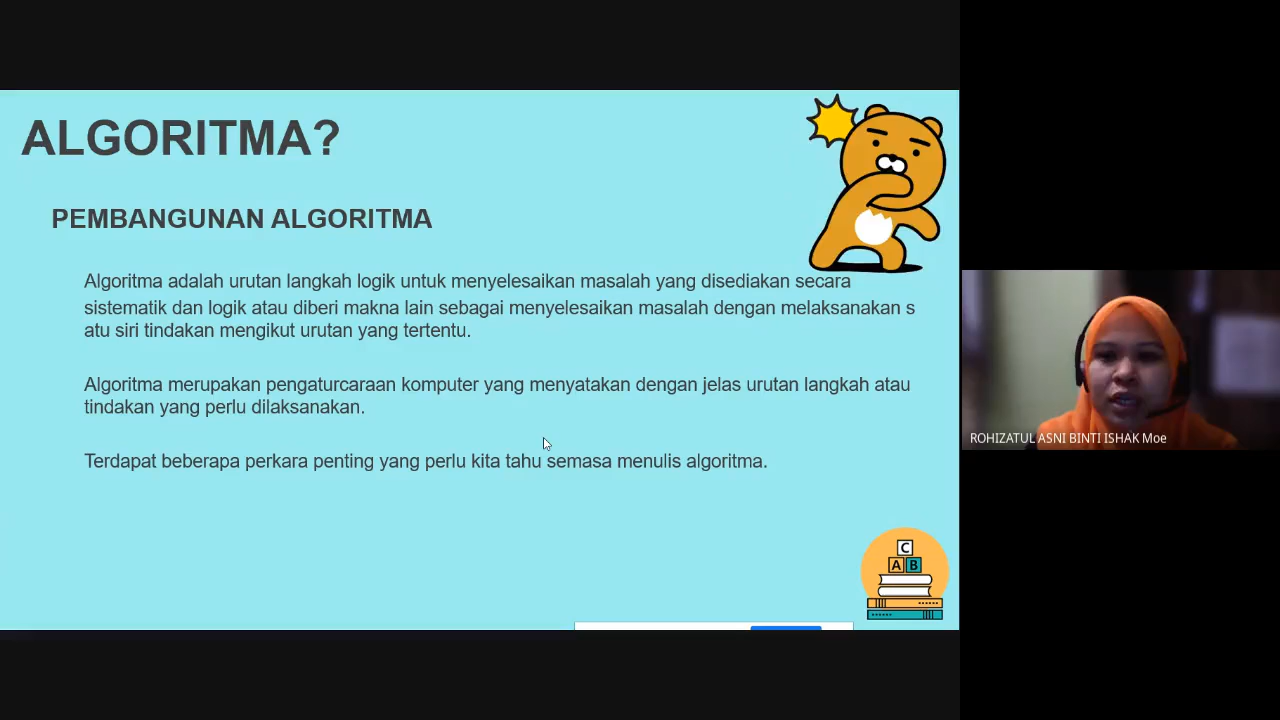 ALGORITMA?
PEMBANGUNAN ALGORITMA
Algoritma adalah urutan langkah logik untuk menyelesaikan masalah yang disediakan secara
sistematik dan logik atau diberi makna lain sebagai menyelesaikan masalah dengan melaksanakan s
atu siri tindakan mengikut urutan yang tertentu.
Algoritma merupakan pengaturcaraan komputer yang menyatakan dengan jelas urutan langkah atau
tindakan yang perlu dilaksanakan.
Terdapat beberapa perkara penting yang perlu kita tahu semasa menulis algoritma.
C
A B
ROHIZATUL ASNI BINTI ISHAK Moe